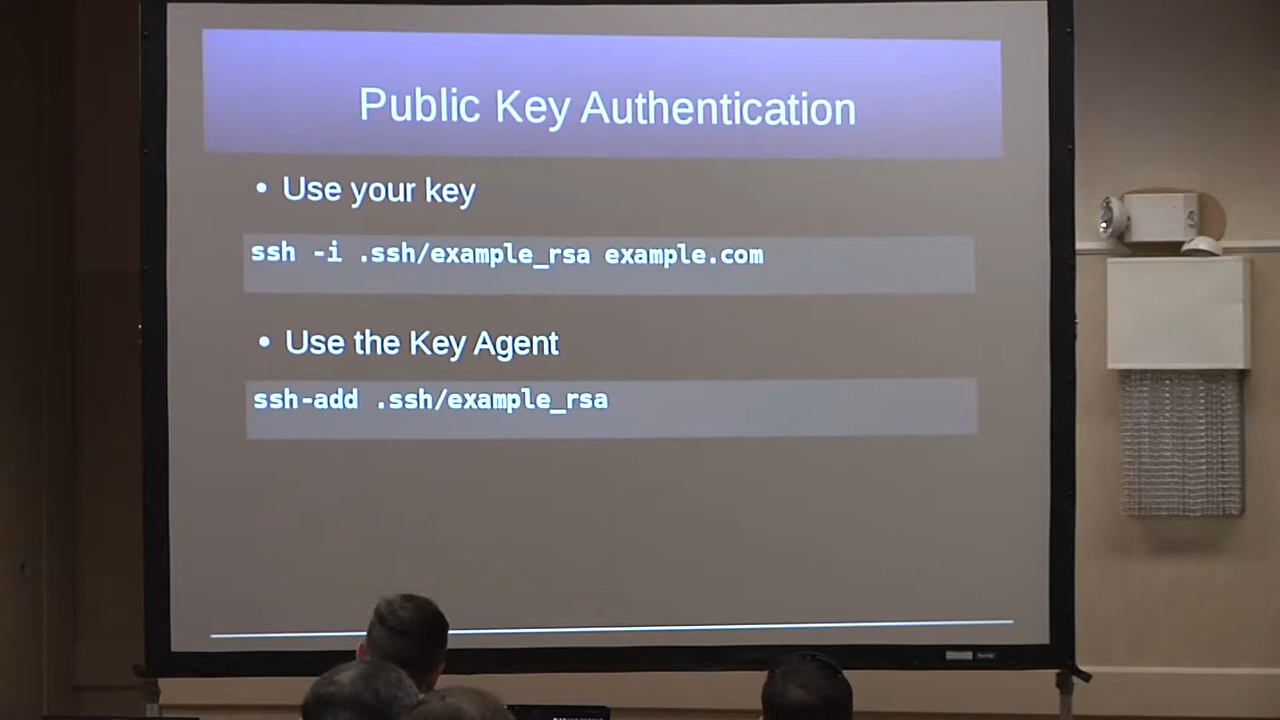 Public Key Authentication
• Use your key
ssh -i .ssh/example_rsa example.com
• Use the Key Agent
ssh-add .ssh/example_rsa